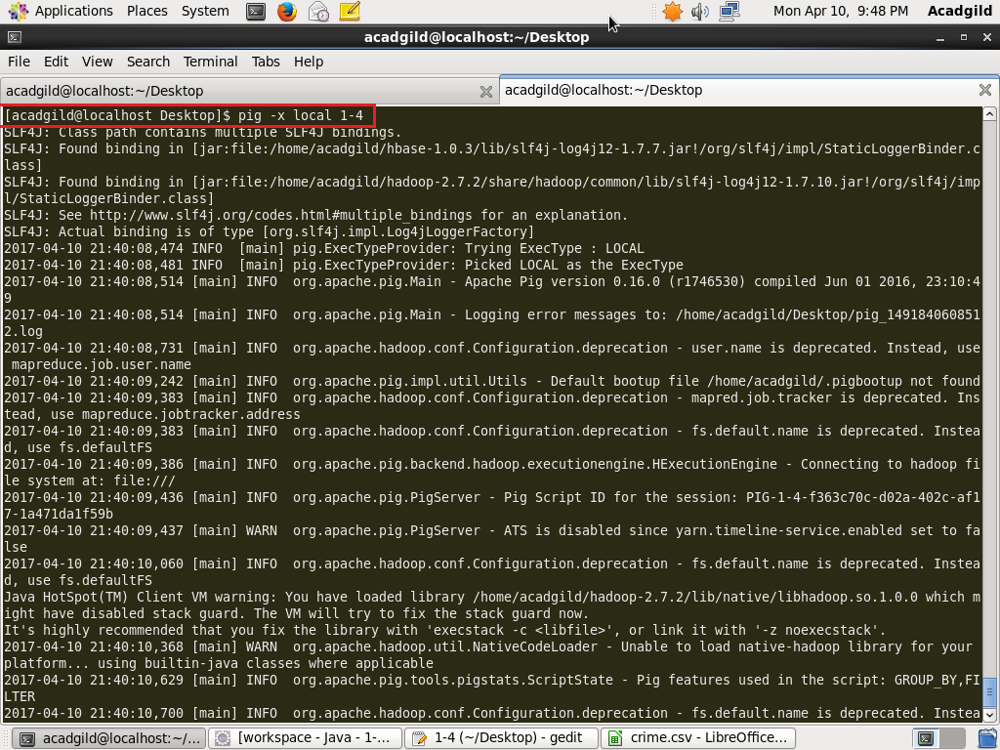 Applications Places System Mon Apr 10, 9:48 PM Acadgild
acadgild@localhost:~/Desktop
File Edit View Search Terminal Tabs Help
acadgild@localhost:~/Desktop acadgild@localhost:~/Desktop
[acadgild@localhost Desktop]$ pig -x local 1-4
SLF4J: Class path contains multiple SLF4J bindings.
SLF4J: Found binding in [jar:file:/home/acadgild/hbase-1.0.3/lib/slf4j-log4j12-1.7.7.jar!/org/slf4j/impl/StaticLoggerBinder.c
lass]
SLF4J: Found binding in [jar:file:/home/acadgild/hadoop-2.7.2/share/hadoop/common/lib/slf4j-log4j12-1.7.10.jar!/org/slf4j/imp
l/StaticLoggerBinder.class]
SLF4J: See http://www.slf4j.org/codes.html#multiple_bindings for an explanation.
SLF4J: Actual binding is of type [org.slf4j.impl.Log4jLoggerFactory]
2017-04-10 21:40:08,474 INFO  [main] pig.ExecTypeProvider: Trying ExecType : LOCAL
2017-04-10 21:40:08,481 INFO  [main] pig.ExecTypeProvider: Picked LOCAL as the ExecType
2017-04-10 21:40:08,514 [main] INFO  org.apache.pig.Main - Apache Pig version 0.16.0 (r1746530) compiled Jun 01 2016, 23:10:4
9
2017-04-10 21:40:08,514 [main] INFO  org.apache.pig.Main - Logging error messages to: /home/acadgild/Desktop/pig_149184060851
2.log
2017-04-10 21:40:08,731 [main] INFO  org.apache.hadoop.conf.Configuration.deprecation - user.name is deprecated. Instead, use
 mapreduce.job.user.name
2017-04-10 21:40:09,242 [main] INFO  org.apache.pig.impl.util.Utils - Default bootup file /home/acadgild/.pigbootup not found
2017-04-10 21:40:09,383 [main] INFO  org.apache.hadoop.conf.Configuration.deprecation - mapred.job.tracker is deprecated. Ins
tead, use mapreduce.jobtracker.address
2017-04-10 21:40:09,383 [main] INFO  org.apache.hadoop.conf.Configuration.deprecation - fs.default.name is deprecated. Instea
d, use fs.defaultFS
2017-04-10 21:40:09,386 [main] INFO  org.apache.pig.backend.hadoop.executionengine.HExecutionEngine - Connecting to hadoop fi
le system at: file:///
2017-04-10 21:40:09,436 [main] INFO  org.apache.pig.PigServer - Pig Script ID for the session: PIG-1-4-f363c70c-d02a-402c-af1
7-1a471da1f59b
2017-04-10 21:40:09,437 [main] WARN  org.apache.pig.PigServer - ATS is disabled since yarn.timeline-service.enabled set to fa
lse
2017-04-10 21:40:10,060 [main] INFO  org.apache.hadoop.conf.Configuration.deprecation - fs.default.name is deprecated. Instea
d, use fs.defaultFS
Java HotSpot(TM) Client VM warning: You have loaded library /home/acadgild/hadoop-2.7.2/lib/native/libhadoop.so.1.0.0 which m
ight have disabled stack guard. The VM will try to fix the stack guard now.
It's highly recommended that you fix the library with 'execstack -c <libfile>', or link it with '-z noexecstack'.
2017-04-10 21:40:10,368 [main] WARN  org.apache.hadoop.util.NativeCodeLoader - Unable to load native-hadoop library for your
platform... using builtin-java classes where applicable
2017-04-10 21:40:10,629 [main] INFO  org.apache.pig.tools.pigstats.ScriptState - Pig features used in the script: GROUP_BY,FI
LTER
2017-04-10 21:40:10,700 [main] INFO  org.apache.hadoop.conf.Configuration.deprecation - fs.default.name is deprecated. Instea
acadgild@localhost:~/... [workspace - Java - 1-... 1-4 (~/Desktop) - gedit crime.csv - LibreOffice...